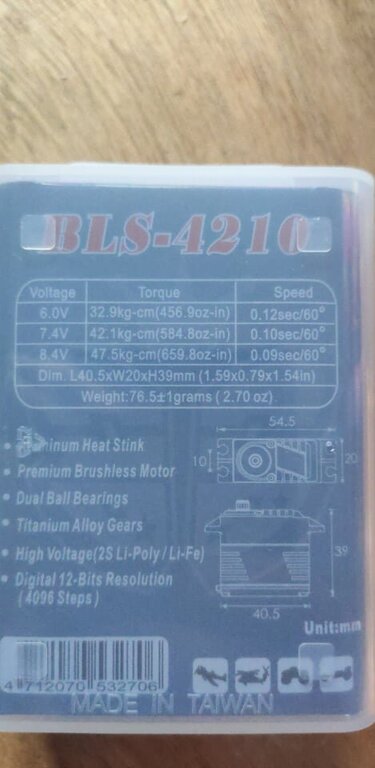 BLS-4210
Voltage Torque Speed
6.0V 32.9kg-cm(456.9oz-in) 0.12sec/60°
7.4V 42.1kg-cm(584.8oz-in) 0.10sec/60°
8.4V 47.5kg-cm(659.8oz-in) 0.09sec/60°
Dim. L40.5xW20xH39mm (1.59x0.79x1.54in)
Weight:76.5±1grams ( 2.70 oz)
54.5
Heat Stink
10
20
• Premium Brushless Motor
• Dual Ball Bearings
• Titanium Alloy Gears
• High Voltage(2S Li-Poly / Li-Fe)
39
• Digital 12-Bits Resolution
( 4096 Steps )
40.5
Unit:mm
4 712070 532706
MADE IN TAIWAN